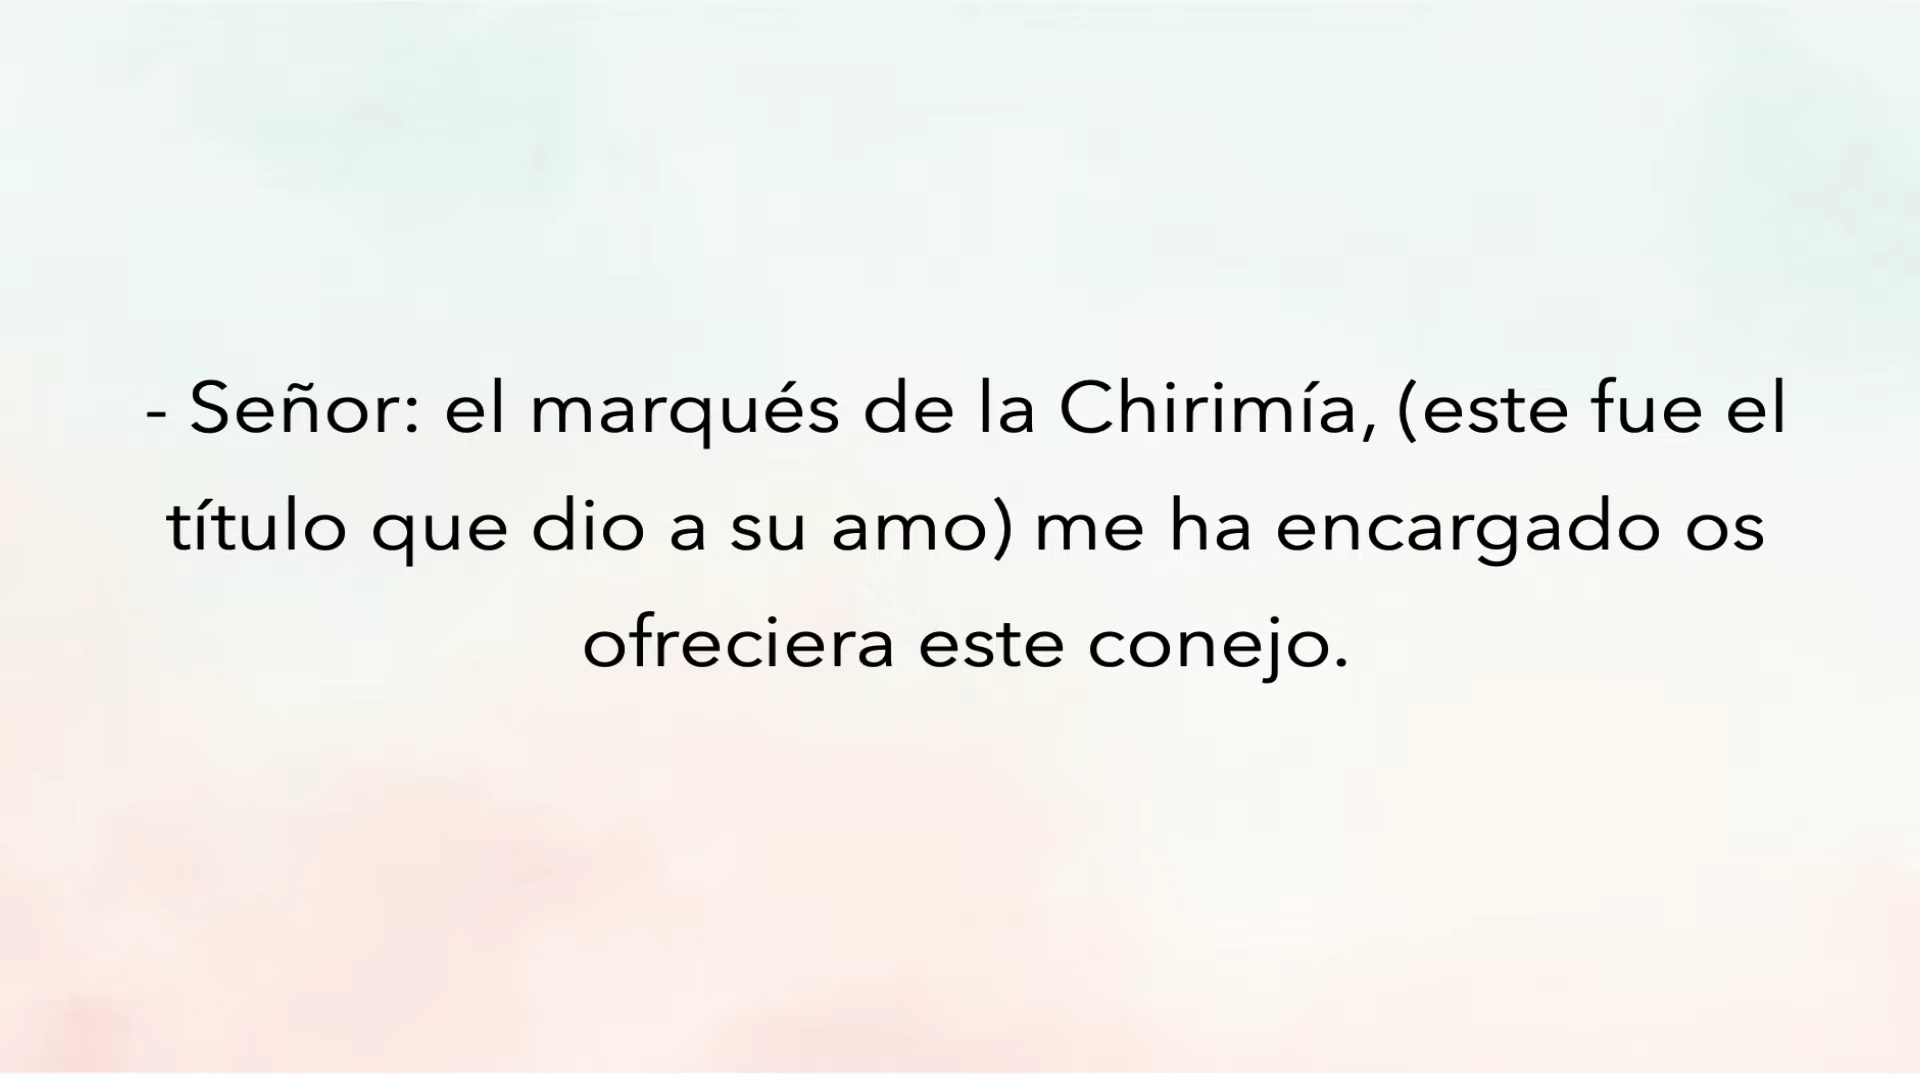 - Señor: el marqués de la Chirimía, (este fue el
título que dio a su amo) me ha encargado os
ofreciera este conejo.